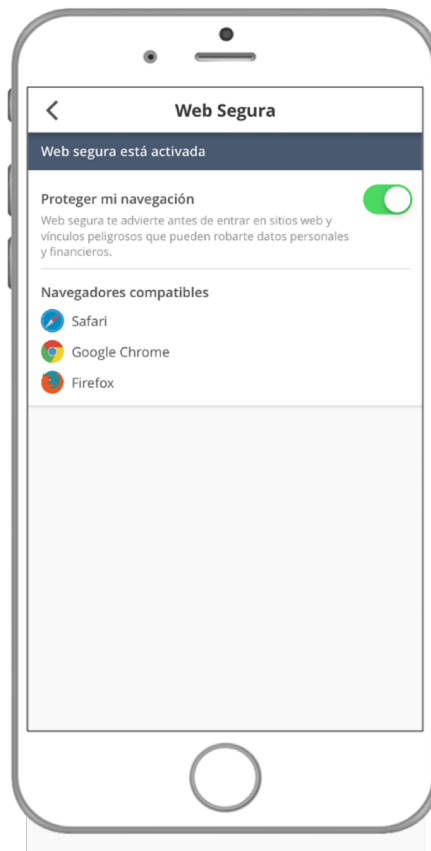 Web Segura
Web segura está activada
Proteger mi navegación
Web segura te advierte antes de entrar en sitios web y
vínculos peligrosos que pueden robarte datos personales
y financieros.
Navegadores compatibles
Safari
Google Chrome
Firefox